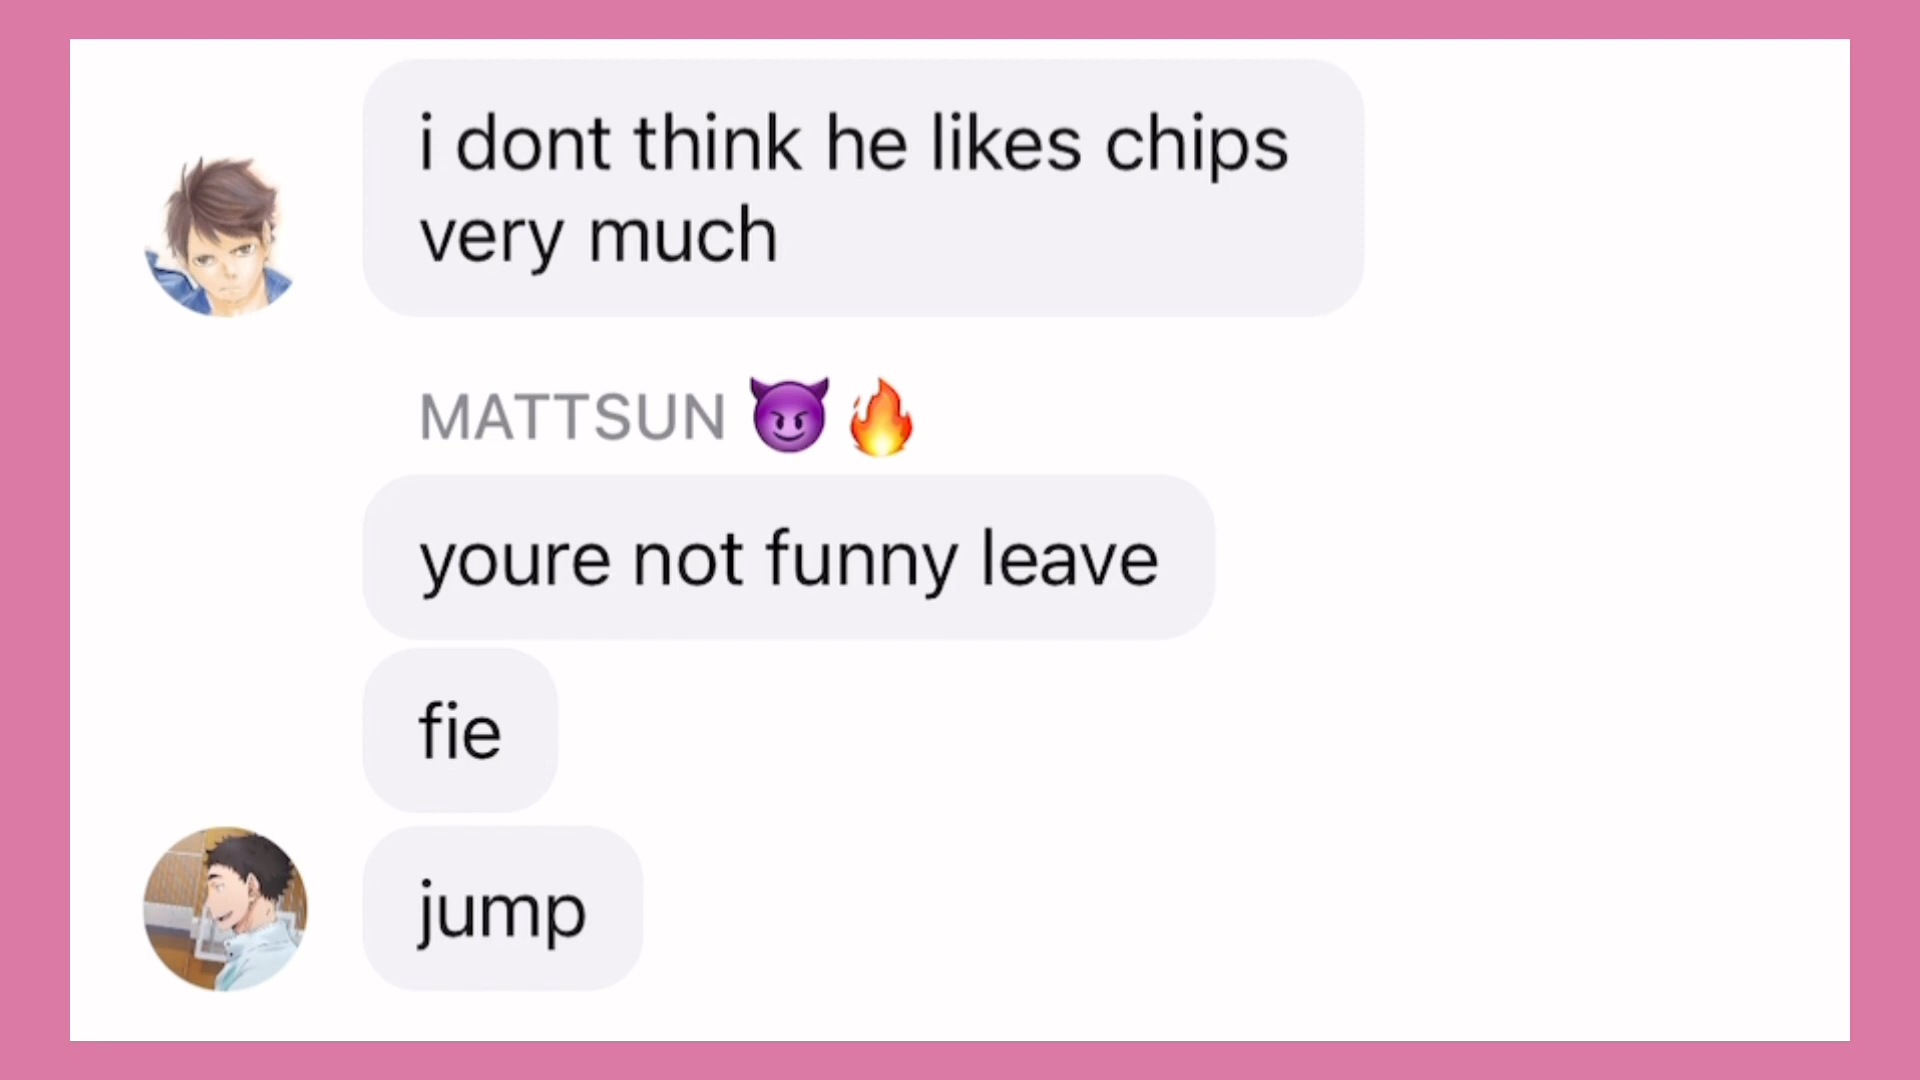 i dont think he likes chips
very much
MATTSUN 😈 🔥
youre not funny leave
fie
jump